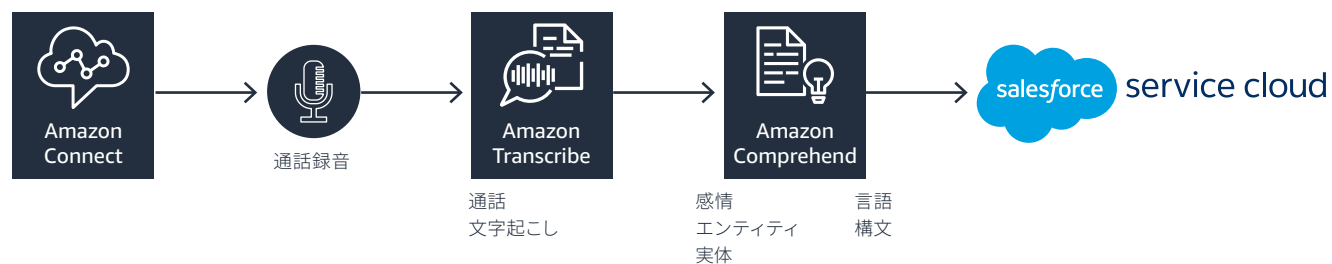 Amazon
Connect
通話録音
Amazon
Transcribe
通話
文字起こし
Amazon
Comprehend
感情
エンティティ
実体
言語
構文
salesforce service cloud